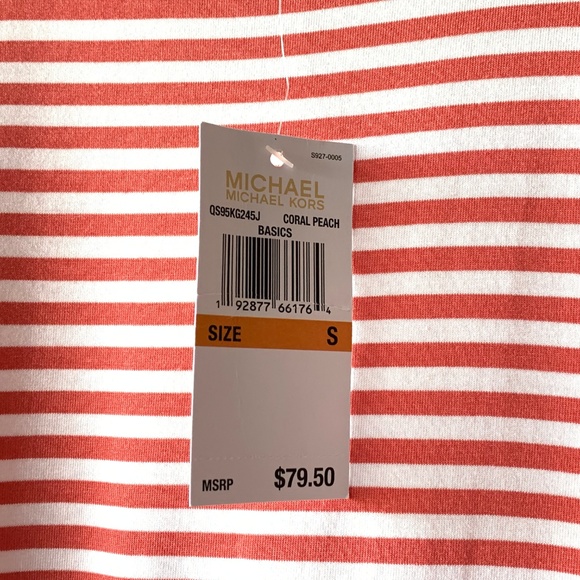 S927-0005
MICHAEL
MICHAEL KORS
QS95KG245J CORAL PEACH
BASICS
1 92877 66176 4
SIZE S
MSRP $79.50